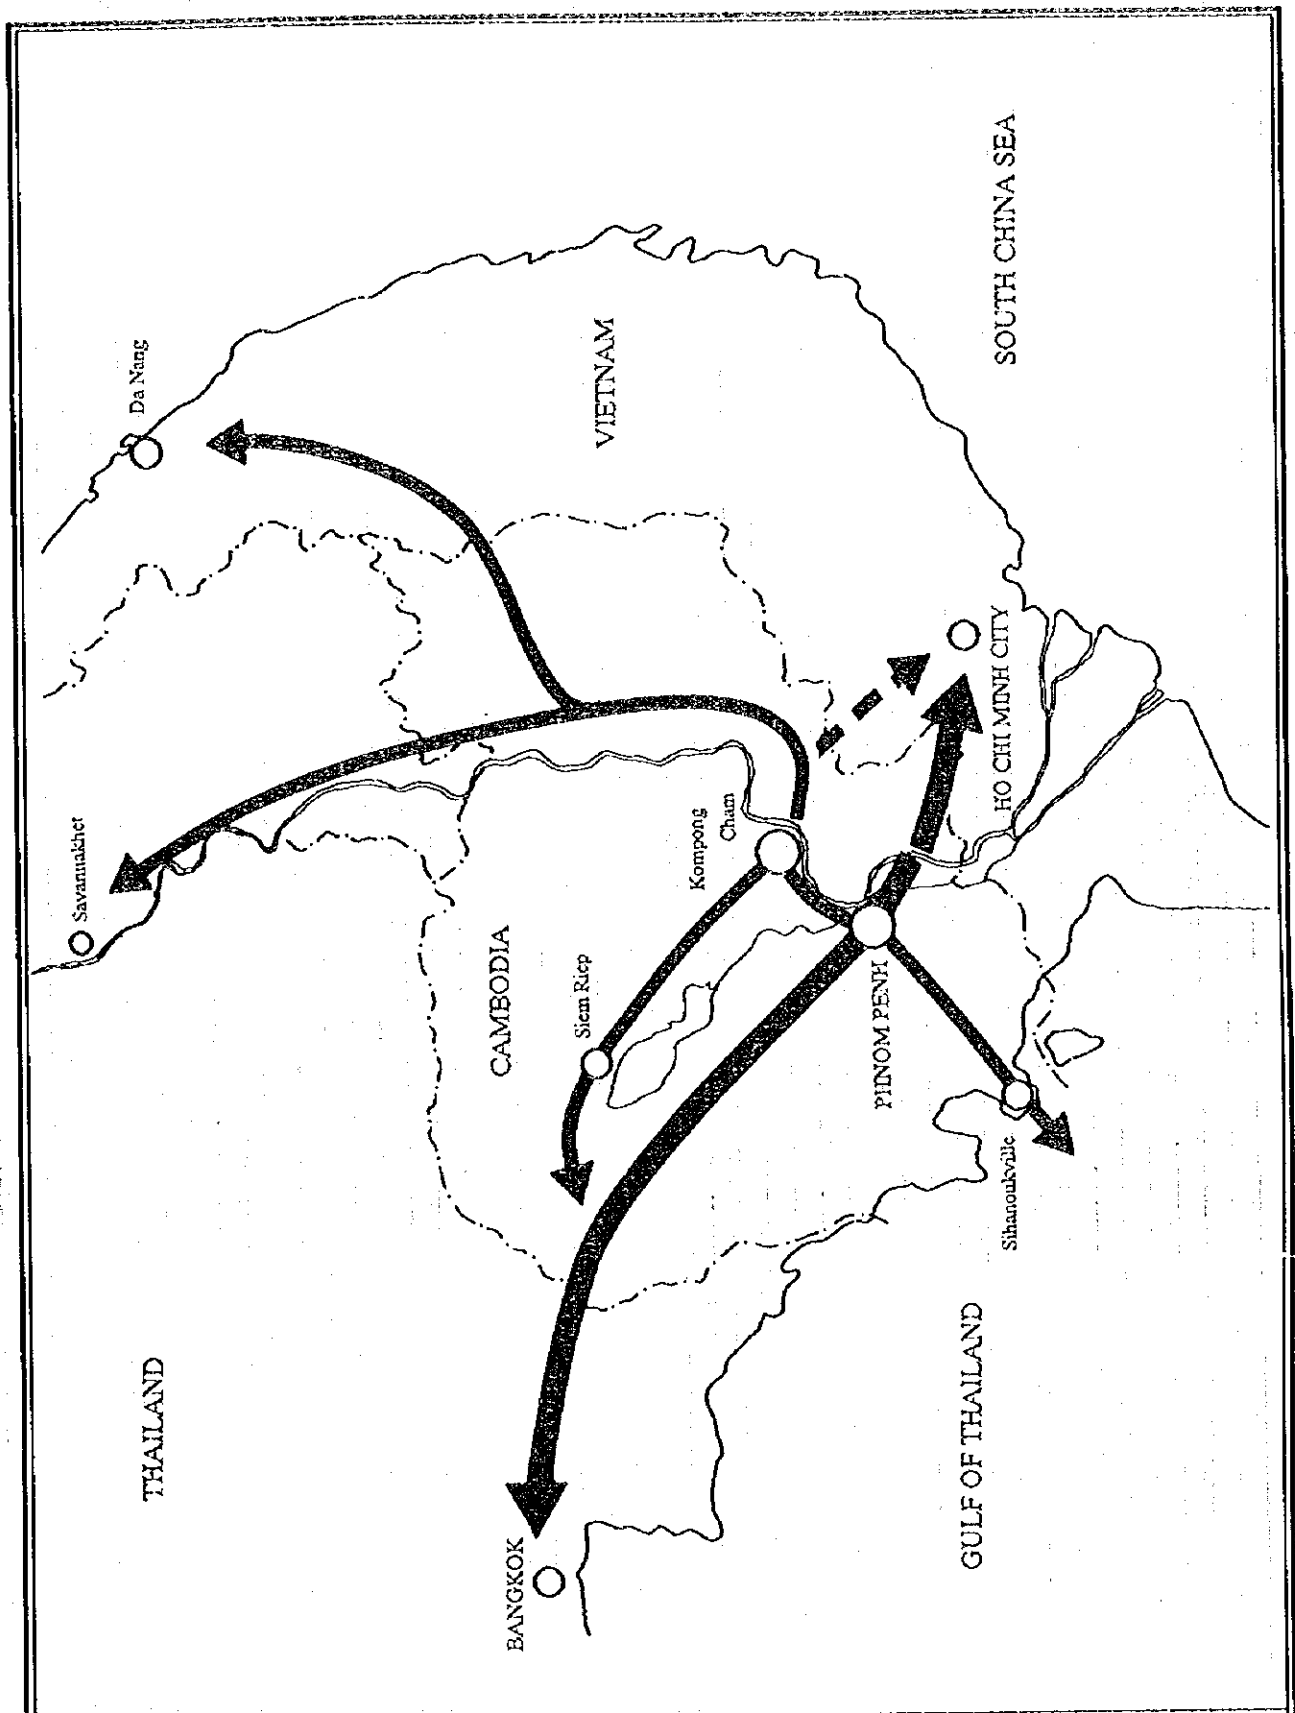 THAILAND
Savannakhet
Da Nang
VIETNAM
SOUTH CHINA SEA
CAMBODIA
Siem Riep
Kompong
Cham
BANGKOK
PHNOM PENH
HO CHI MINH CITY
Sihanoukville
GULF OF THAILAND